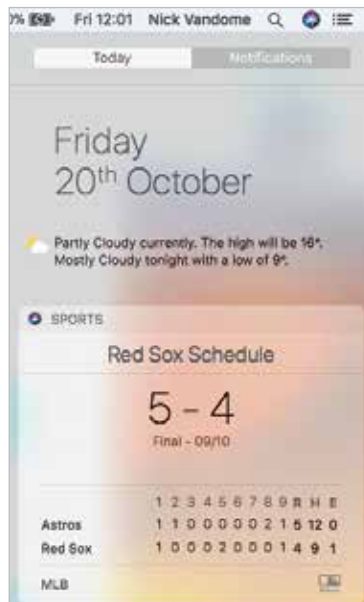 Fri 12:01 Nick Vandome
Today Notifications
Friday
20th October
Partly Cloudy currently. The high will be 16°.
Mostly Cloudy tonight with a low of 9°.
SPORTS
Red Sox Schedule
5 - 4
Final - 09/10
1 2 3 4 5 6 7 8 9 R H E
Astros 1 1 0 0 0 0 0 2 1 5 12 0
Red Sox 1 0 0 0 2 0 0 0 1 4 9 1
MLB